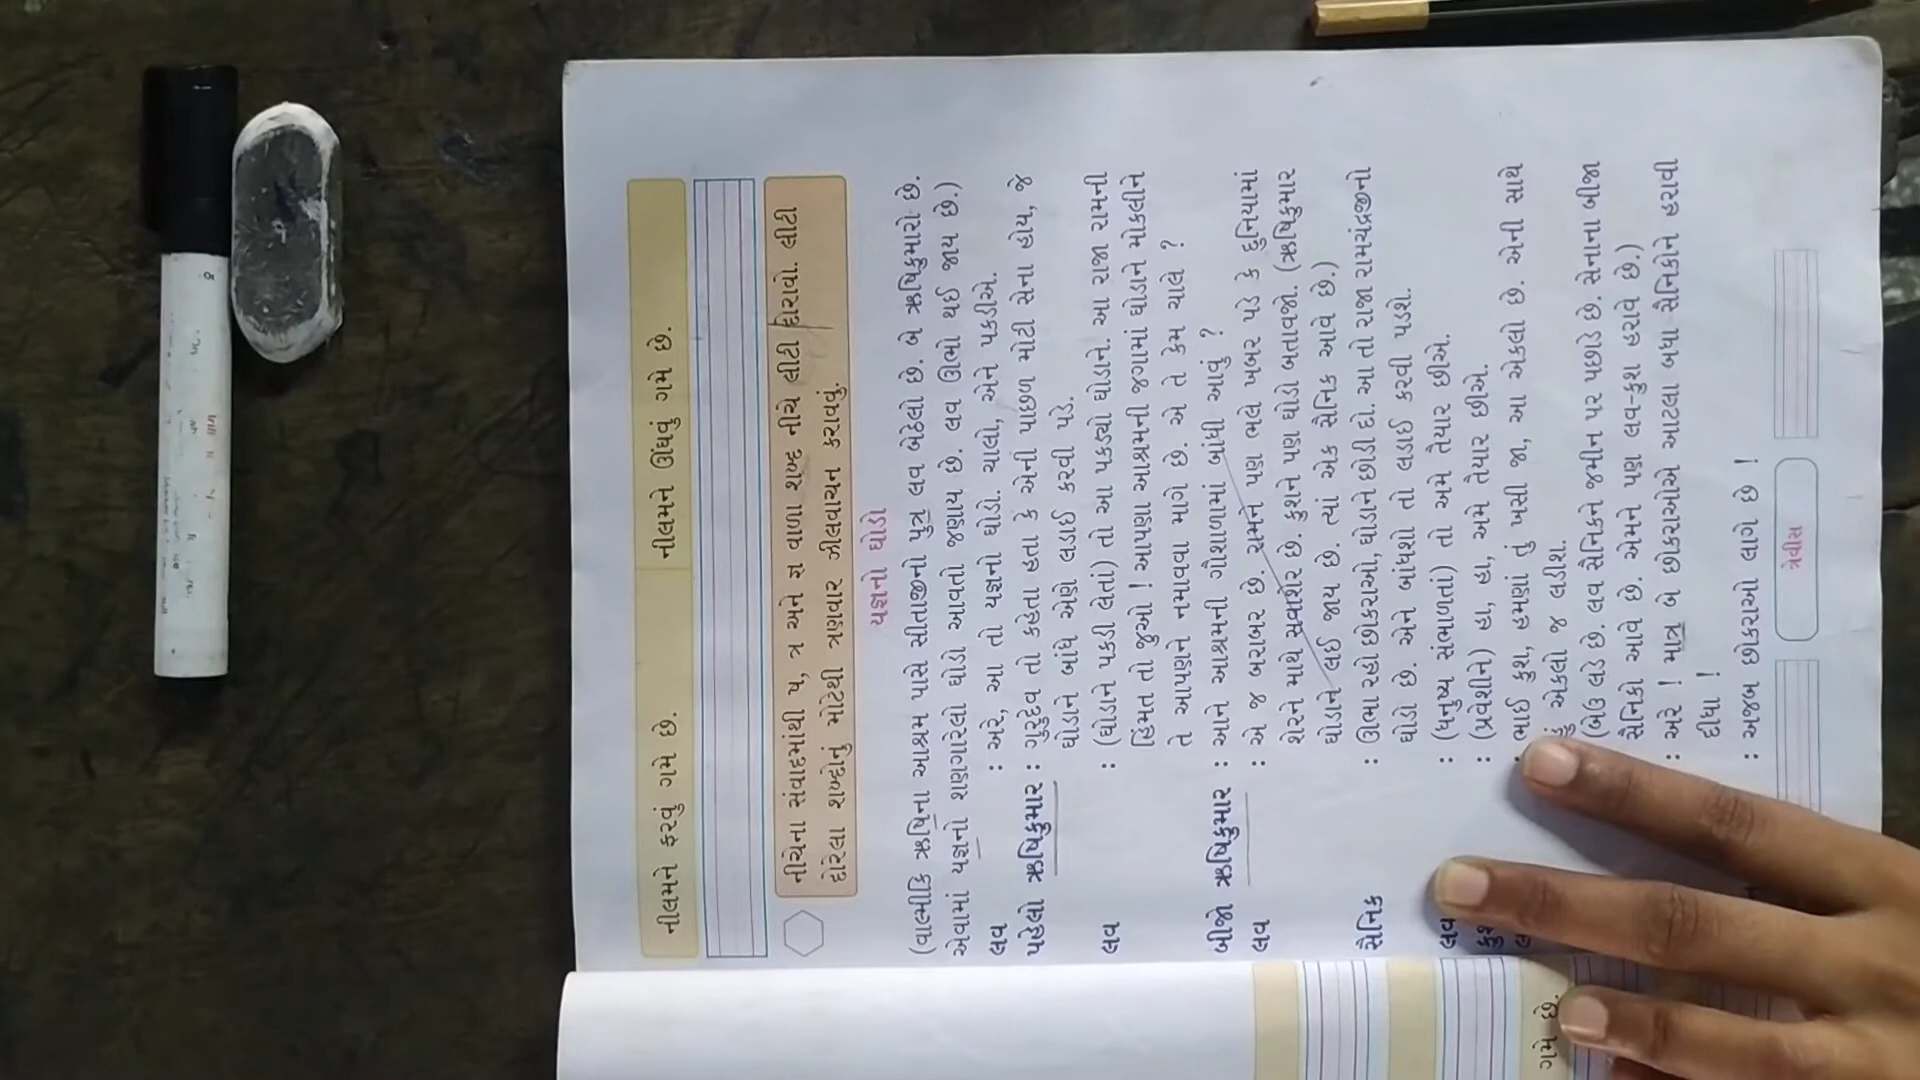 નીલમને ફરવું ગમે છે. નીલમને ઊંઘવું ગમે છે.
નીચેના સંવાદમાંથી ૫, ત્ર અને જ્ઞ વાળા શબ્દ નીચે લીટી દોરાવો. લીટી
દોરેલા શબ્દોનું મોટેથી ત્રણવાર ઝીલવાચન કરાવવું.
યજ્ઞનો ઘોડો
(વાલ્મીકિ ઋષિના આશ્રમ પાસે સીતાજીનો પુત્ર લવ બેઠેલો છે. બે ઋષિકુમારો છે.
એવામાં યજ્ઞનો શણગારેલો ઘોડો આવતો જણાય છે. લવ ઊભો થઈ જાય છે.)
લવ : અરે, આ તો યજ્ઞનો ઘોડો. ચાલો, એને પકડીએ.
પહેલો ઋષિકુમાર : ગુરુદેવ તો કહેતા હતા કે એની પાછળ મોટી સેના હોય, જે
ઘોડાને બાંધે એણે લડાઈ કરવી પડે.
લવ : (ઘોડાને પકડી લેતાં) તો આ પકડ્યો ઘોડાને. આ રાજા રામની
હિંમત તો જુઓ ! આપણા આશ્રમની જગામાં ઘોડાને મોકલીને
તે આપણને નમાવવા માગે છે. એ તે કેમ ચાલે ?
બીજો ઋષિકુમાર : આને આશ્રમની ગૌશાળામાં બાંધી આવું ?
લવ : એ જ બરાબર છે. રામને પણ ભલે ખબર પડે કે દુનિયામાં
શેરને માથે સવાશેર છે. કુશને પણ ઘોડો બતાવજો. (ઋષિકુમાર
ઘોડાને લઈ જાય છે. ત્યાં એક સૈનિક આવે છે.)
સૈનિક : ઊભા રહો છોકરાઓ, ઘોડાને છોડી દો. આ તો રાજા રામચંદ્રજીનો
ઘોડો છે. એને બાંધશો તો લડાઈ કરવી પડશે.
લવ : (ધનુષ્ય સંભાળતાં) તો અમે તૈયાર છીએ.
કુશ : (પ્રવેશીને) હા, હા, અમે તૈયાર છીએ.
ભાઈ કુશ, હમણાં તું ખસી જા, આ એકલો છે. એની સાથે
હું એકલો જ લડીશ.
(બેઉ લડે છે. લવ સૈનિકને જમીન પર પછાડે છે. સેનાના બીજા
સૈનિકો આવે છે. એમને પણ લવ-કુશ હરાવે છે.)
: અરે ! માત્ર બે છોકરાઓએ આટલા બધા સૈનિકોને હરાવી
દીધા !
: અજબ છોકરાઓ લાગે છે !
ત્રેવીસ
ગમે છે.